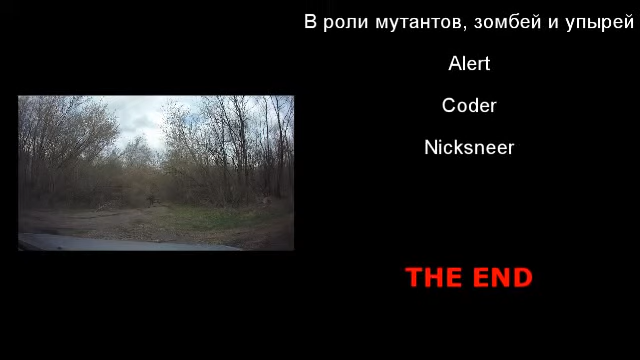 В роли мутантов, зомбей и упырей
Alert
Coder
Nicksneer
THE END